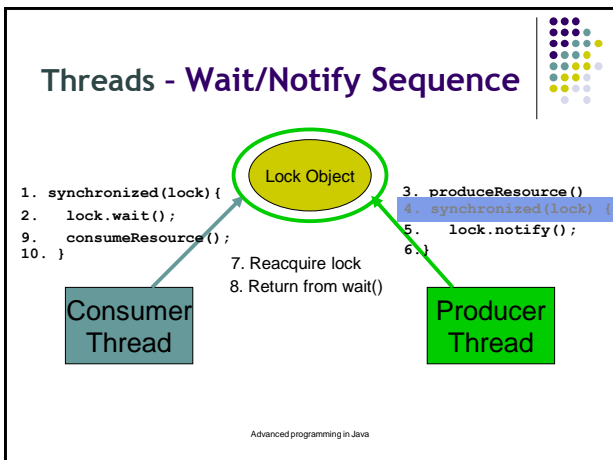 Threads - Wait/Notify Sequence
Lock Object
1. synchronized(lock){
2. lock.wait();
9. consumeResource();
10. }
3. produceResource()
4. synchronized(lock) {
5. lock.notify();
6.}
7. Reacquire lock
8. Return from wait()
Consumer
Thread
Producer
Thread
Advanced programming in Java